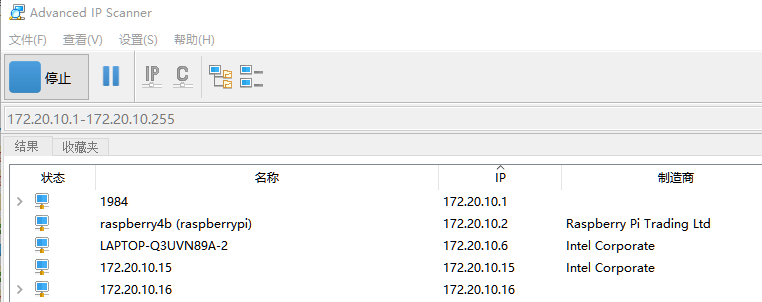 Advanced IP Scanner
文件(F) 查看(V) 设置(S) 帮助(H)
停止 IP C
172.20.10.1-172.20.10.255
结果 收藏夹
状态 名称 IP 制造商
1984 172.20.10.1
raspberry4b (raspberrypi) 172.20.10.2 Raspberry Pi Trading Ltd
LAPTOP-Q3UVN89A-2 172.20.10.6 Intel Corporate
172.20.10.15 172.20.10.15 Intel Corporate
172.20.10.16 172.20.10.16